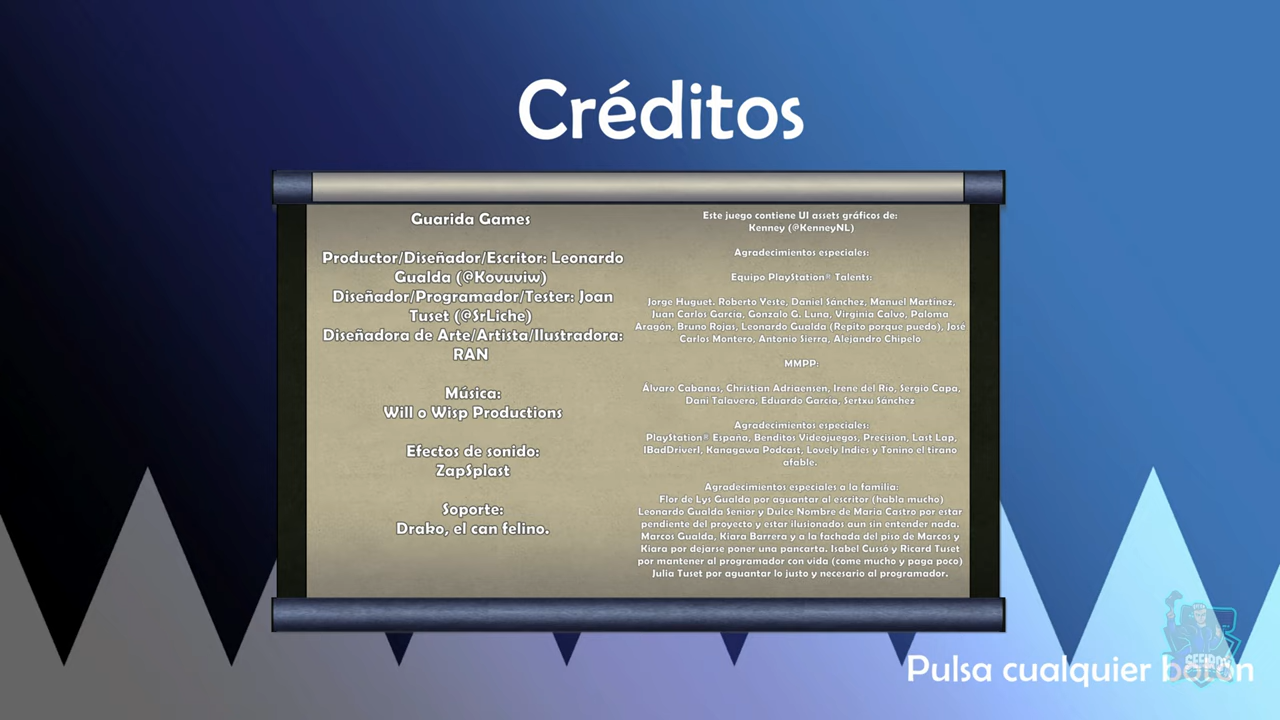 Créditos
Guarida Games
Productor/Diseñador/Escritor: Leonardo
Gualda (@Kovuviw)
Diseñador/Programador/Tester: Joan
Tuset (@SrLiche)
Diseñadora de Arte/Artista/Ilustradora:
RAN
Música:
Will o Wisp Productions
Efectos de sonido:
ZapSplast
Soporte:
Drako, el can felino.
Este juego contiene UI assets gráficos de:
Kenney (@KenneyNL)
Agradecimientos especiales:
Equipo PlayStation® Talents:
Jorge Huguet. Roberto Yeste, Daniel Sánchez, Manuel Martínez,
Juan Carlos García, Gonzalo G. Luna, Virginia Calvo, Paloma
Aragón, Bruno Rojas, Leonardo Gualda (Repito porque puedo), José
Carlos Montero, Antonio Sierra, Alejandro Chipelo
MMPP:
Álvaro Cabanas, Christian Adriaensen, Irene del Río, Sergio Capa,
Dani Talavera, Eduardo García, Sertxu Sánchez
Agradecimientos especiales:
PlayStation® España, Benditos Videojuegos, Precision, Last Lap,
IBadDriverI, Kanagawa Podcast, Lovely Indies y Tonino el tirano
afable.
Agradecimientos especiales a la familia:
Flor de Lys Gualda por aguantar al escritor (habla mucho)
Leonardo Gualda Senior y Dulce Nombre de María Castro por estar
pendiente del proyecto y estar ilusionados aun sin entender nada.
Marcos Gualda, Kiara Barrera y a la fachada del piso de Marcos y
Kiara por dejarse poner una pancarta. Isabel Cussó y Ricard Tuset
por mantener al programador con vida (come mucho y paga poco)
Julia Tuset por aguantar lo justo y necesario al programador.
Pulsa cualquier botón